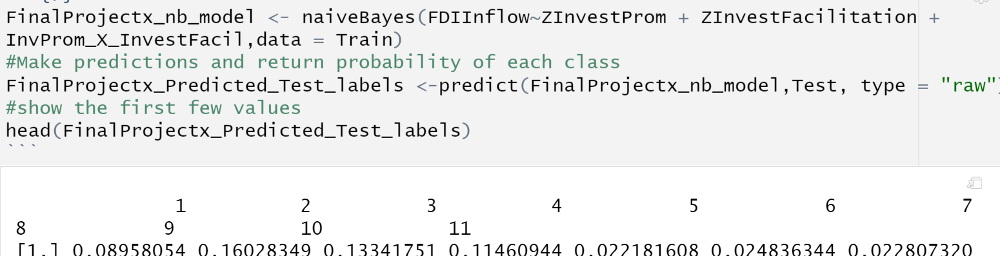 FinalProjectx_nb_model <- naiveBayes(FDIInflow~ZInvestProm + ZInvestFacilitation +
InvProm_X_InvestFacil,data = Train)
#Make predictions and return probability of each class
FinalProjectx_Predicted_Test_labels <-predict(FinalProjectx_nb_model,Test, type = "raw")
#show the first few values
head(FinalProjectx_Predicted_Test_labels)
```
1 2 3 4 5 6 7
8 9 10 11
[1,] 0.08958054 0.16028349 0.13341751 0.11460944 0.022181608 0.024836344 0.022807320